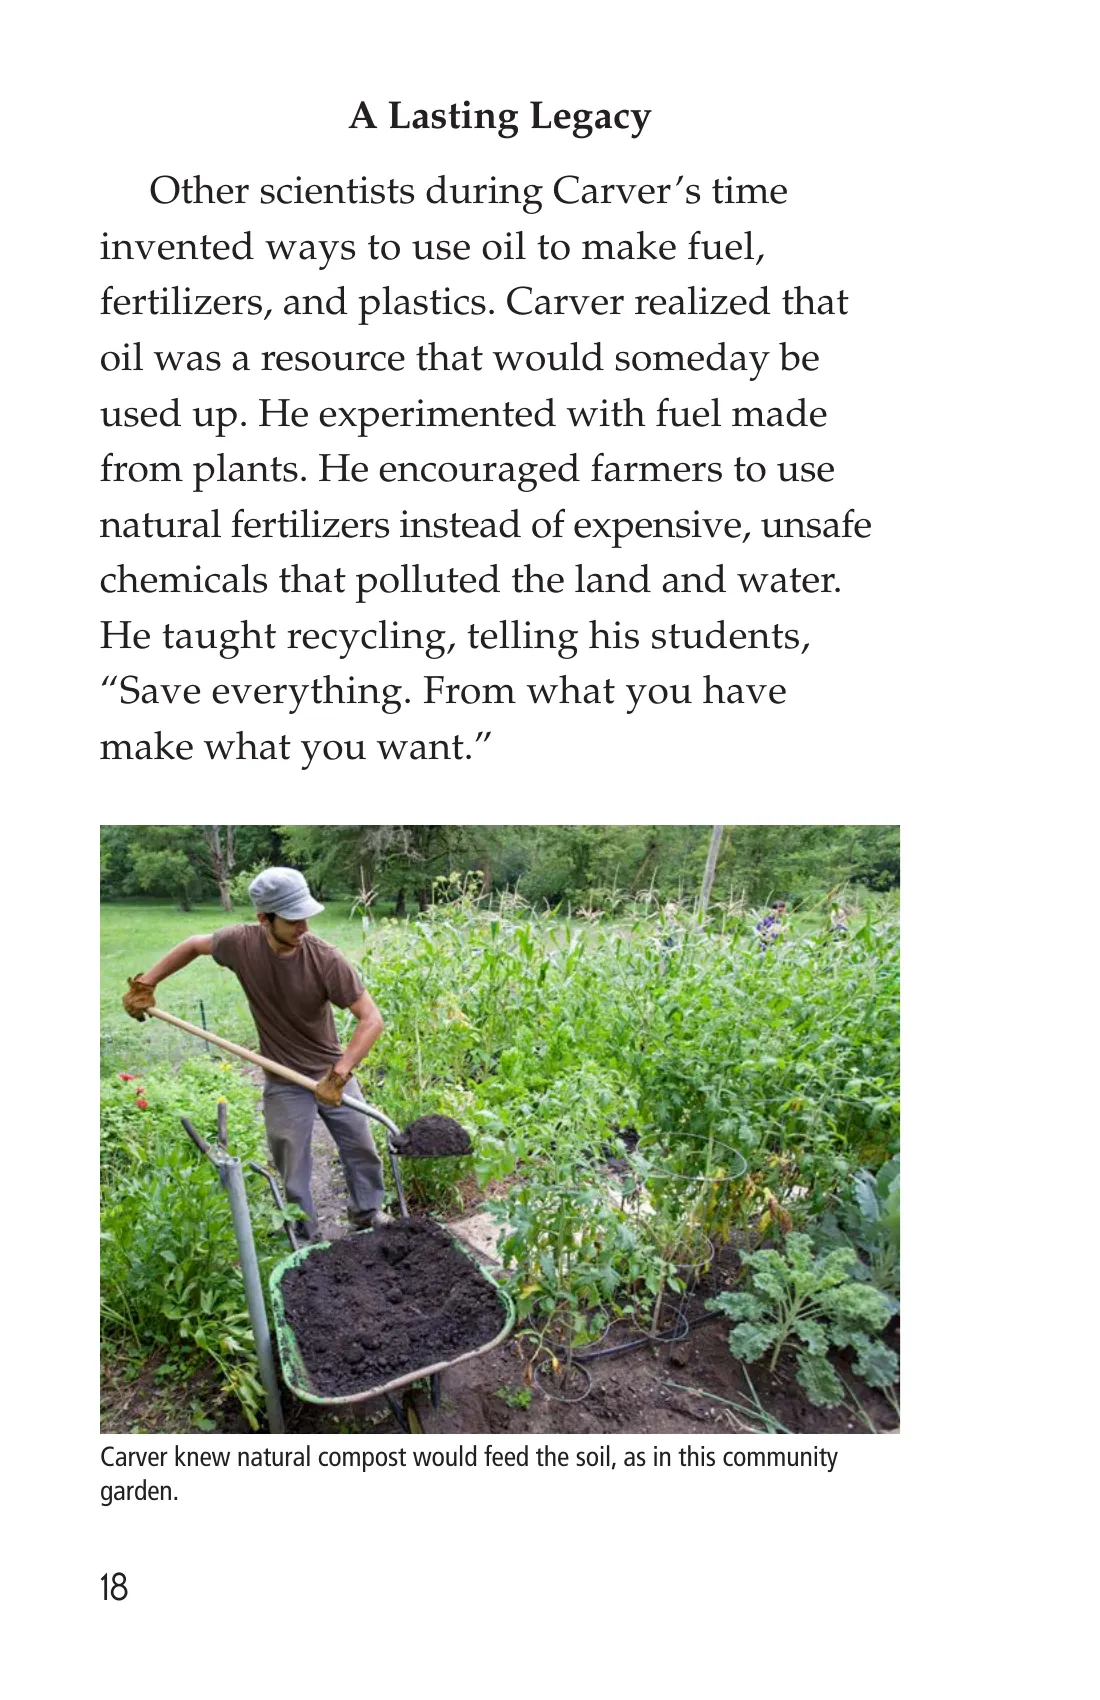 A Lasting Legacy
Other scientists during Carver’s time
invented ways to use oil to make fuel,
fertilizers, and plastics. Carver realized that
oil was a resource that would someday be
used up. He experimented with fuel made
from plants. He encouraged farmers to use
natural fertilizers instead of expensive, unsafe
chemicals that polluted the land and water.
He taught recycling, telling his students,
“Save everything. From what you have
make what you want.”
Carver knew natural compost would feed the soil, as in this community
garden.
18